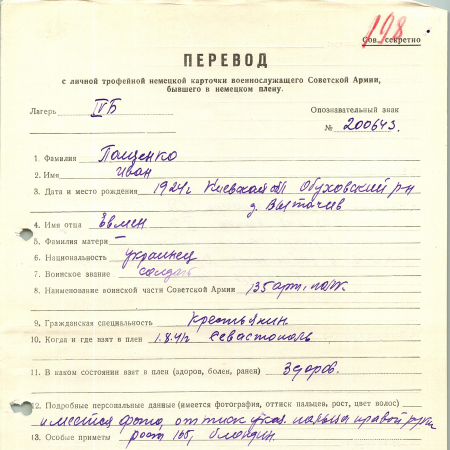 198
Сов. секретно
ПЕРЕВОД
с личной трофейной немецкой карточки военнослужащего Советской Армии,
бывшего в немецком плену.
Лагерь IVБ Опознавательный знак
№ 200643.
1. Фамилия Пащенко
2. Имя Иван
3. Дата и место рождения 1924г Киевская обл Обуховский р-н
д. Вытачев
4. Имя отца Евмен
5. Фамилия матери —
6. Национальность украинец
7. Воинское звание солдат
8. Наименование воинской части Советской Армии 135 арт. полк.
9. Гражданская специальность Крестьянин
10. Когда и где взят в плен 1.8.42 Севастополь
11. В каком состоянии взят в плен (здоров, болен, ранен) Здоров.
12. Подробные персональные данные (имеется фотография, оттиск пальцев, рост, цвет волос)
имеется фото, оттиск указ. пальца правой руки
13. Особые приметы рост 165, блондин.